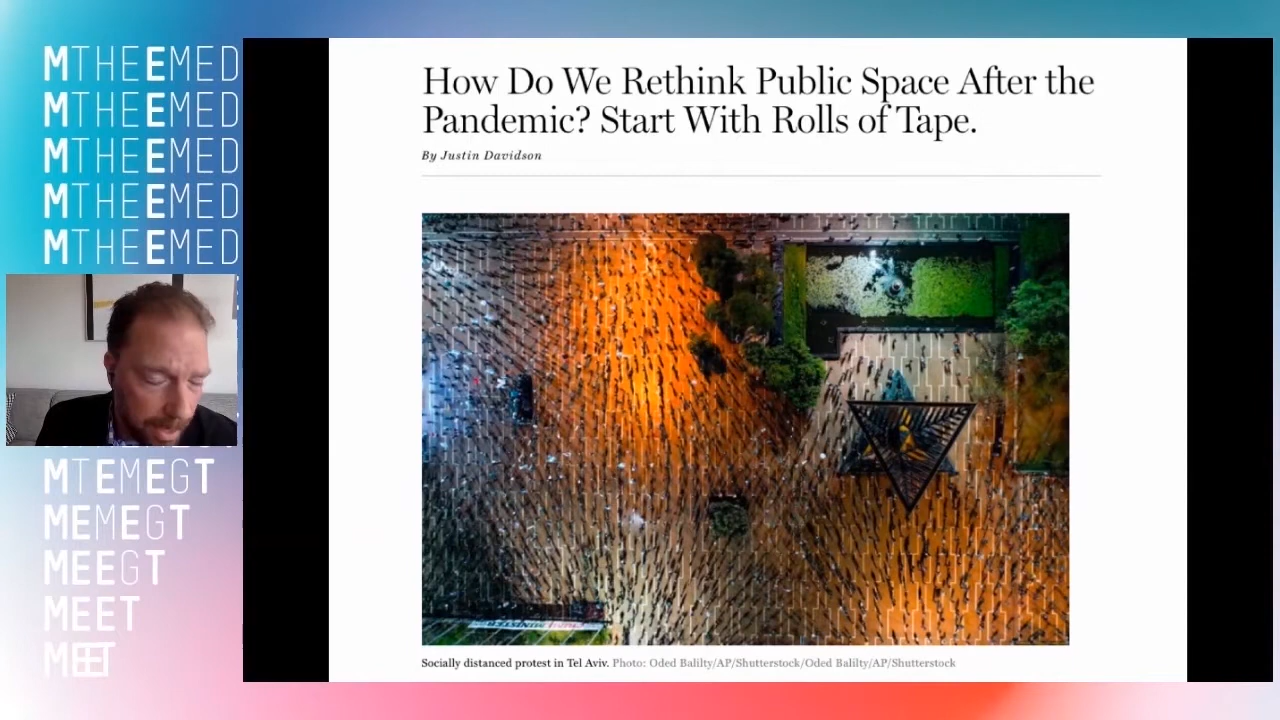 MTHEEMED
MTHEEMED
MTHEEMED
MTHEEMED
MTHEEMED
MTEMEGT
MEMEGT
MEEGT
MEET
MEET
How Do We Rethink Public Space After the
Pandemic? Start With Rolls of Tape.
By Justin Davidson
Socially distanced protest in Tel Aviv. Photo: Oded Balilty/AP/Shutterstock/Oded Balilty/AP/Shutterstock